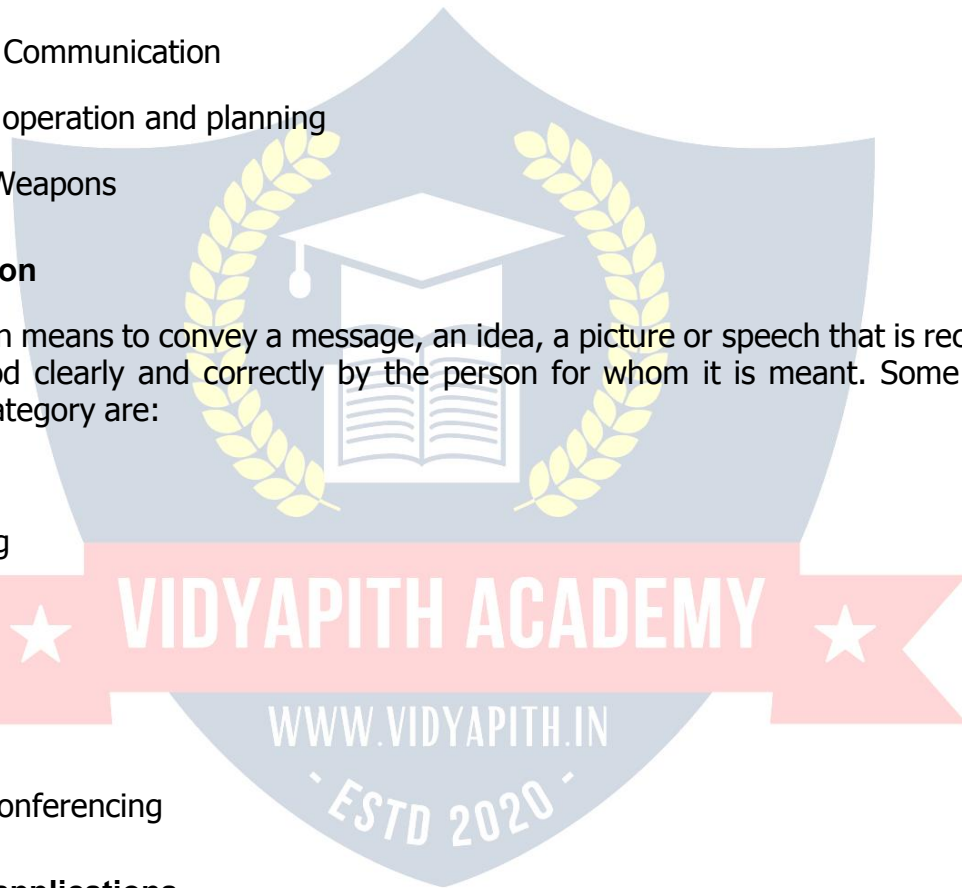 Communication
operation and planning
Weapons
on
n means to convey a message, an idea, a picture or speech that is rec
od clearly and correctly by the person for whom it is meant. Some
ategory are:
g
VIDYAPITH ACADEMY
WWW.VIDYAPITH.IN
- ESTD 2020 -
onferencing
applications